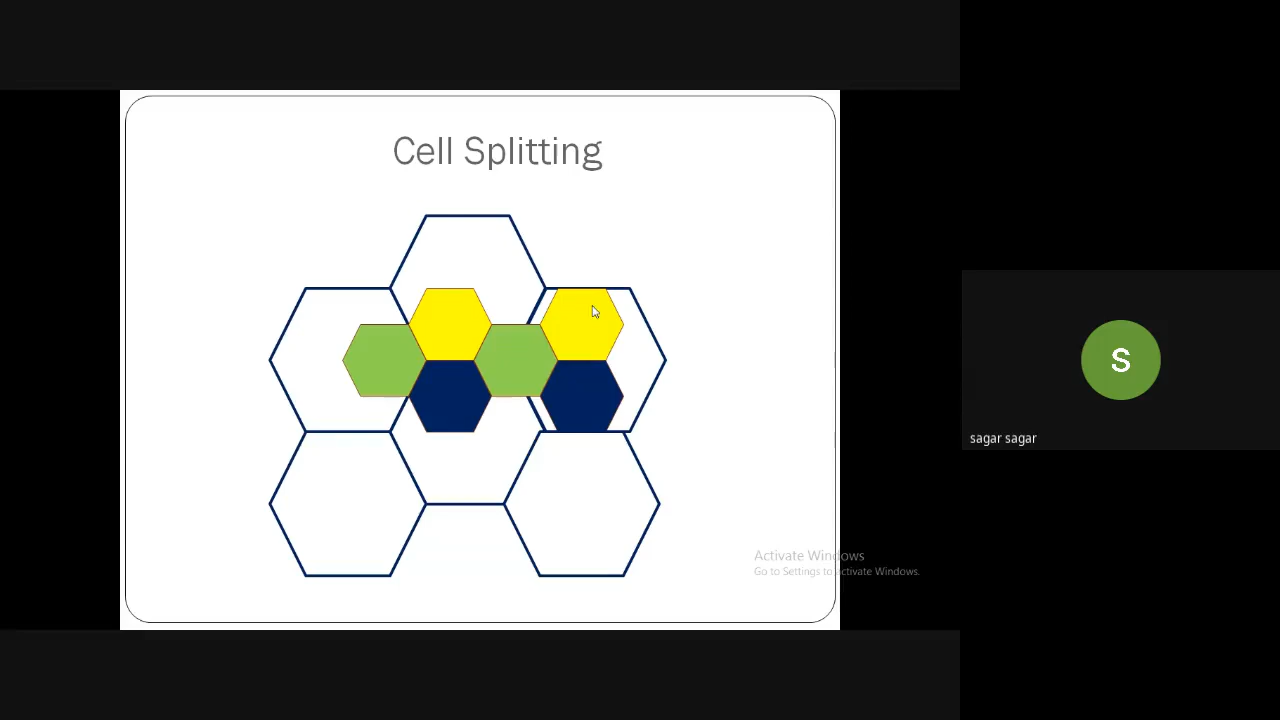 Cell Splitting
S
sagar sagar
Activate Windows
Go to Settings to activate Windows.